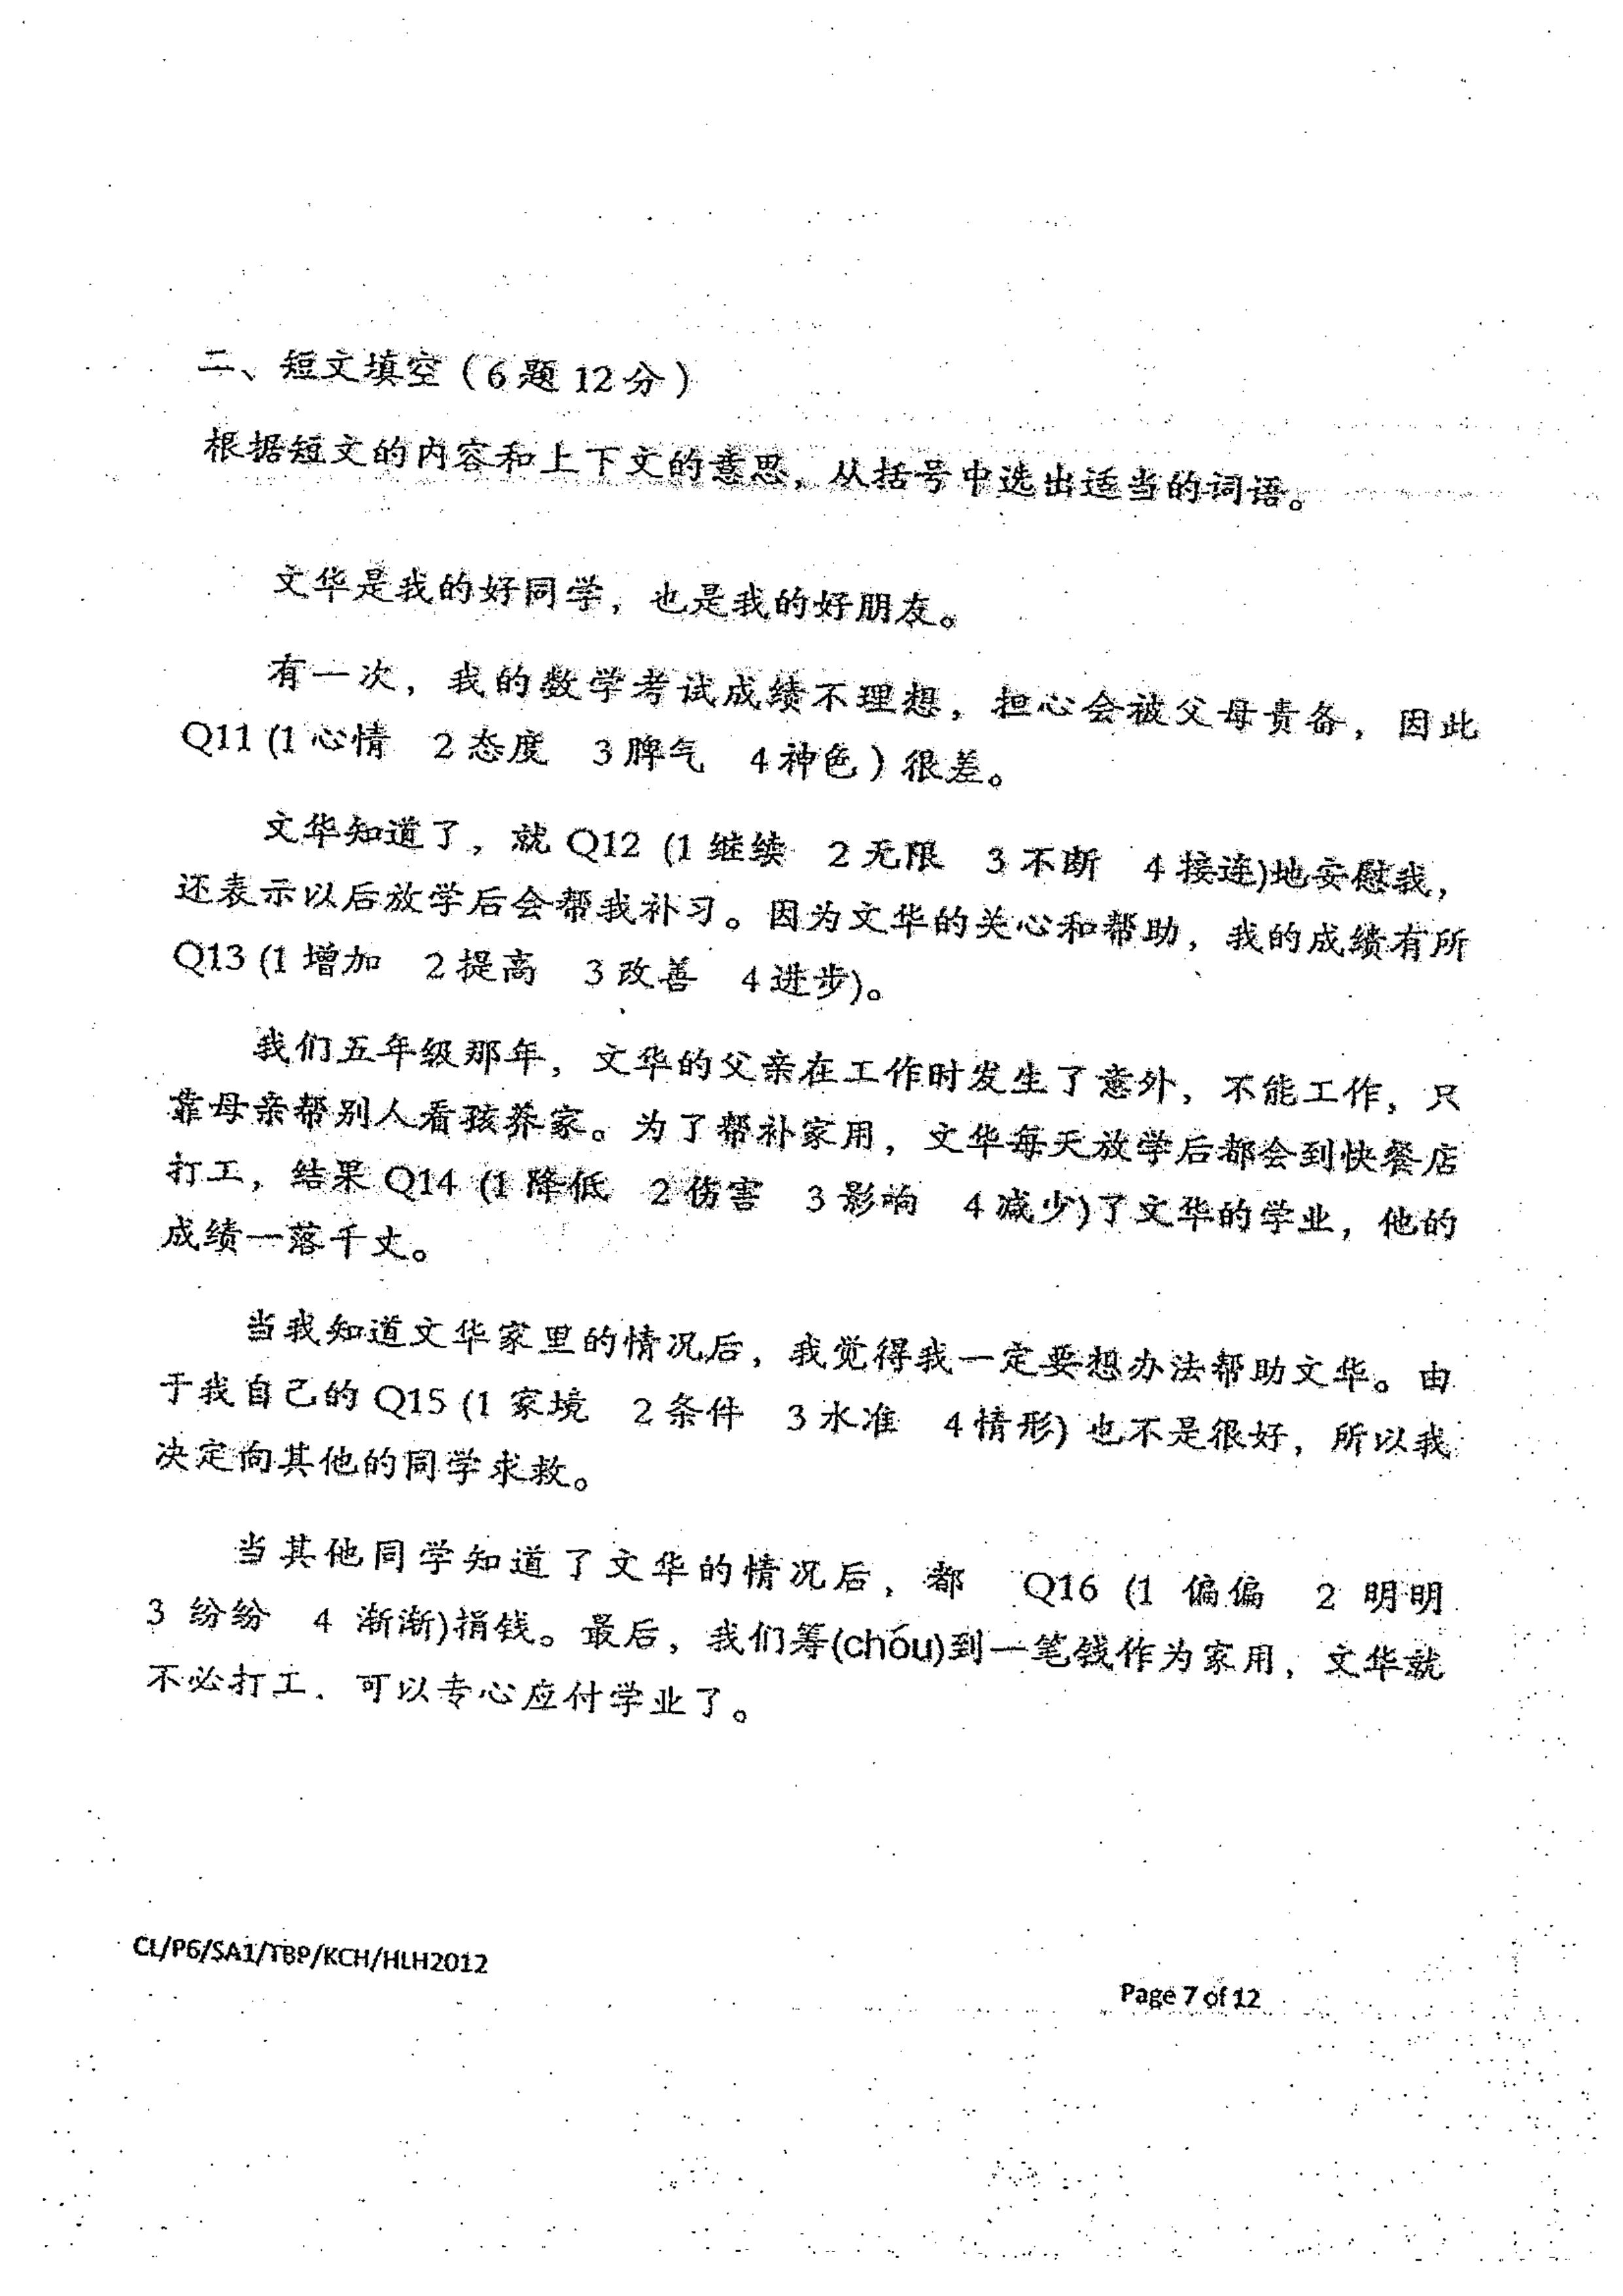 二、短文填空（6题12分）
根据短文的内容和上下文的意思，从括号中选出适当的词语。
文华是我的好同学，也是我的好朋友。
有一次，我的数学考试成绩不理想，担心会被父母责备，因此
Q11 (1 心情 2 态度 3 脾气 4 神色）很差。
文华知道了，就 Q12 (1 继续 2 无限 3 不断 4 接连)地安慰我，
还表示以后放学后会帮我补习。因为文华的关心和帮助，我的成绩有所
Q13 (1 增加 2 提高 3 改善 4 进步)。
我们五年级那年，文华的父亲在工作时发生了意外，不能工作，只
靠母亲帮别人看孩养家。为了帮补家用，文华每天放学后都会到快餐店
打工，结果 Q14 (1 降低 2 伤害 3 影响 4 减少)了文华的学业，他的
成绩一落千丈。
当我知道文华家里的情况后，我觉得我一定要想办法帮助文华。由
于我自己的 Q15 (1 家境 2 条件 3 水准 4 情形) 也不是很好，所以我
决定向其他的同学求救。
当其他同学知道了文华的情况后，都 Q16 (1 偏偏 2 明明
3 纷纷 4 渐渐)捐钱。最后，我们筹(chóu)到一笔钱作为家用，文华就
不必打工，可以专心应付学业了。
CL/P6/SA1/TBP/KCH/HLH2012
Page 7 of 12